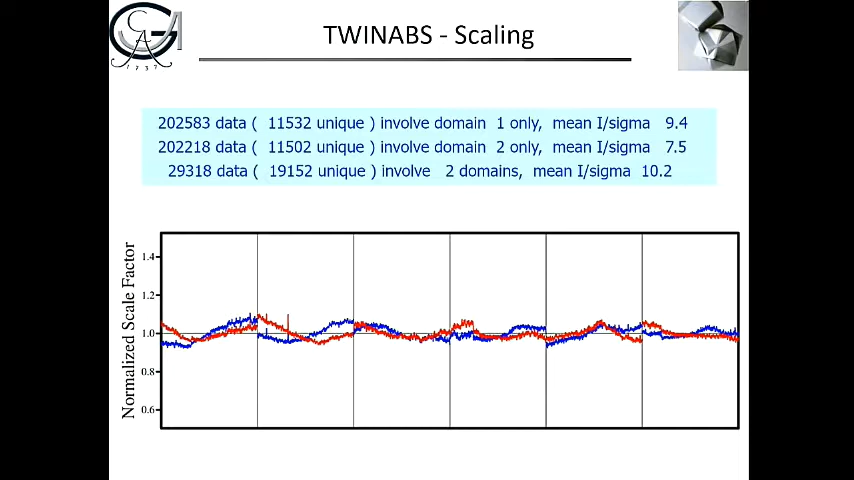 TWINABS - Scaling
1737
202583 data ( 11532 unique ) involve domain 1 only, mean I/sigma 9.4
202218 data ( 11502 unique ) involve domain 2 only, mean I/sigma 7.5
29318 data ( 19152 unique ) involve 2 domains, mean I/sigma 10.2
Normalized Scale Factor
1.4
1.2
1.0
0.8
0.6